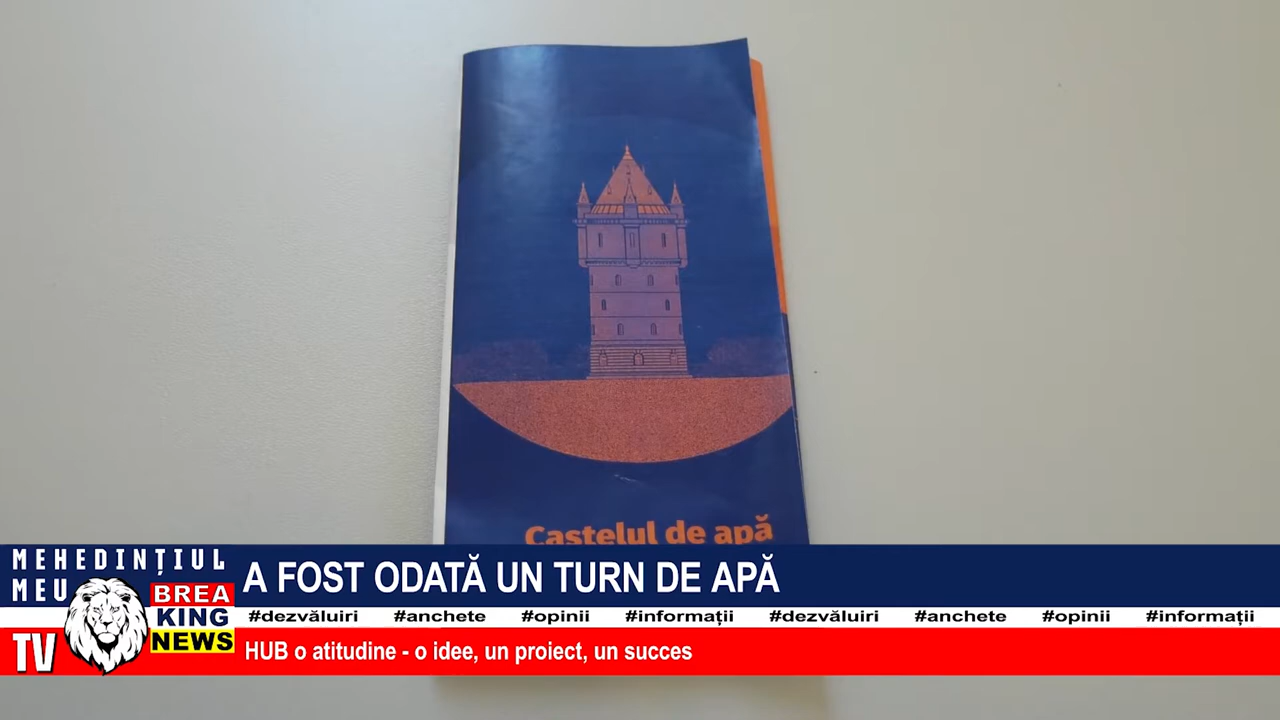 Castelul de apă
MEHEDINȚIUL
MEU
TV
BREA
KING
NEWS
A FOST ODATĂ UN TURN DE APĂ
#dezvăluiri #anchete #opinii #informații #dezvăluiri #anchete #opinii #informații
HUB o atitudine - o idee, un proiect, un succes